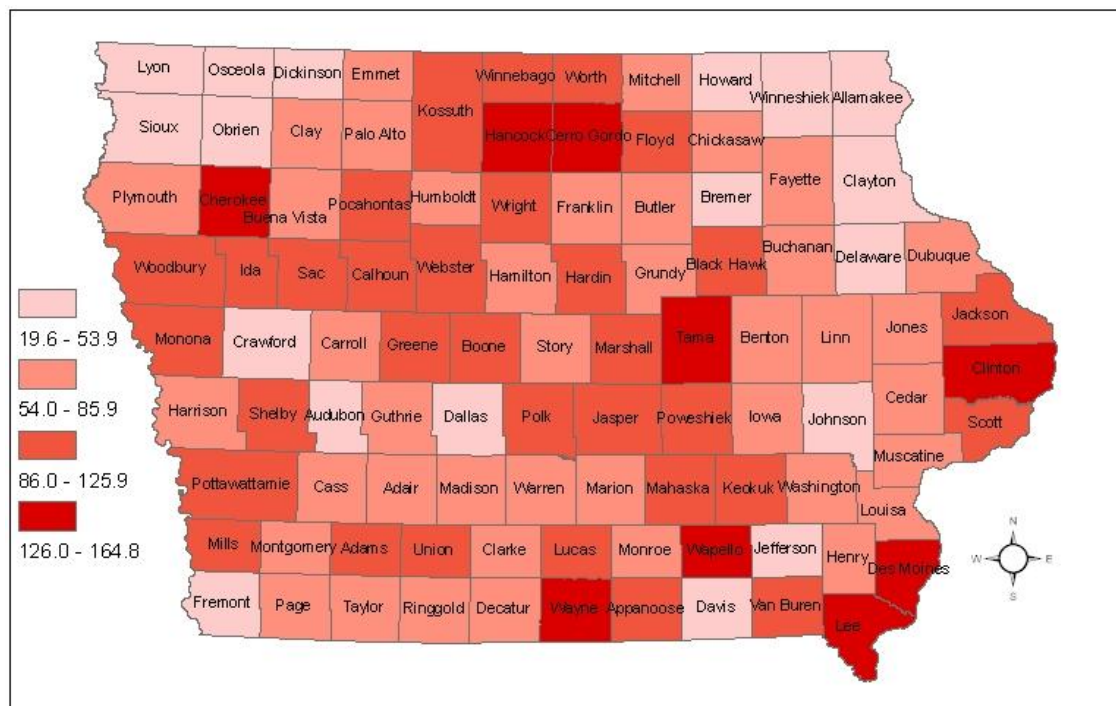 Lyon Osceola Dickinson Emmet Winnebago Worth Mitchell Howard Winneshiek Allamakee
Kossuth
Sioux Obrien Clay Palo Alto Hancock Cerro Gordo Floyd Chickasaw
Plymouth Cherokee Buena Vista Pocahontas Humboldt Wright Franklin Butler Bremer Fayette Clayton
Woodbury Ida Sac Calhoun Webster Hamilton Hardin Grundy Black Hawk Buchanan Delaware Dubuque
Monona Crawford Carroll Greene Boone Story Marshall Tama Benton Linn Jones Jackson
Clinton
Harrison Shelby Audubon Guthrie Dallas Polk Jasper Poweshiek Iowa Johnson Cedar Scott
Muscatine
Pottawattamie Cass Adair Madison Warren Marion Mahaska Keokuk Washington
Louisa
Mills Montgomery Adams Union Clarke Lucas Monroe Wapello Jefferson Henry Des Moines
Fremont Page Taylor Ringgold Decatur Wayne Appanoose Davis Van Buren Lee
19.6 - 53.9
54.0 - 85.9
86.0 - 125.9
126.0 - 164.8
N
W E
S